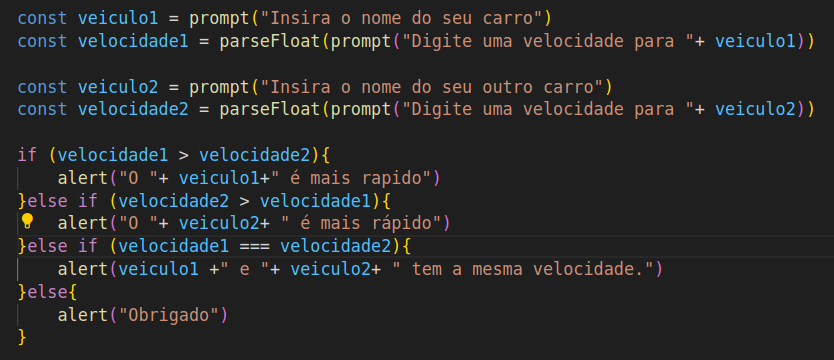 const veiculo1 = prompt("Insira o nome do seu carro")
const velocidade1 = parseFloat(prompt("Digite uma velocidade para "+ veiculo1))
const veiculo2 = prompt("Insira o nome do seu outro carro")
const velocidade2 = parseFloat(prompt("Digite uma velocidade para "+ veiculo2))
if (velocidade1 > velocidade2){
alert("O "+ veiculo1+" é mais rapido")
}else if (velocidade2 > velocidade1){
alert("O "+ veiculo2+ " é mais rápido")
}else if (velocidade1 === velocidade2){
alert(veiculo1 +" e "+ veiculo2+ " tem a mesma velocidade.")
}else{
alert("Obrigado")
}